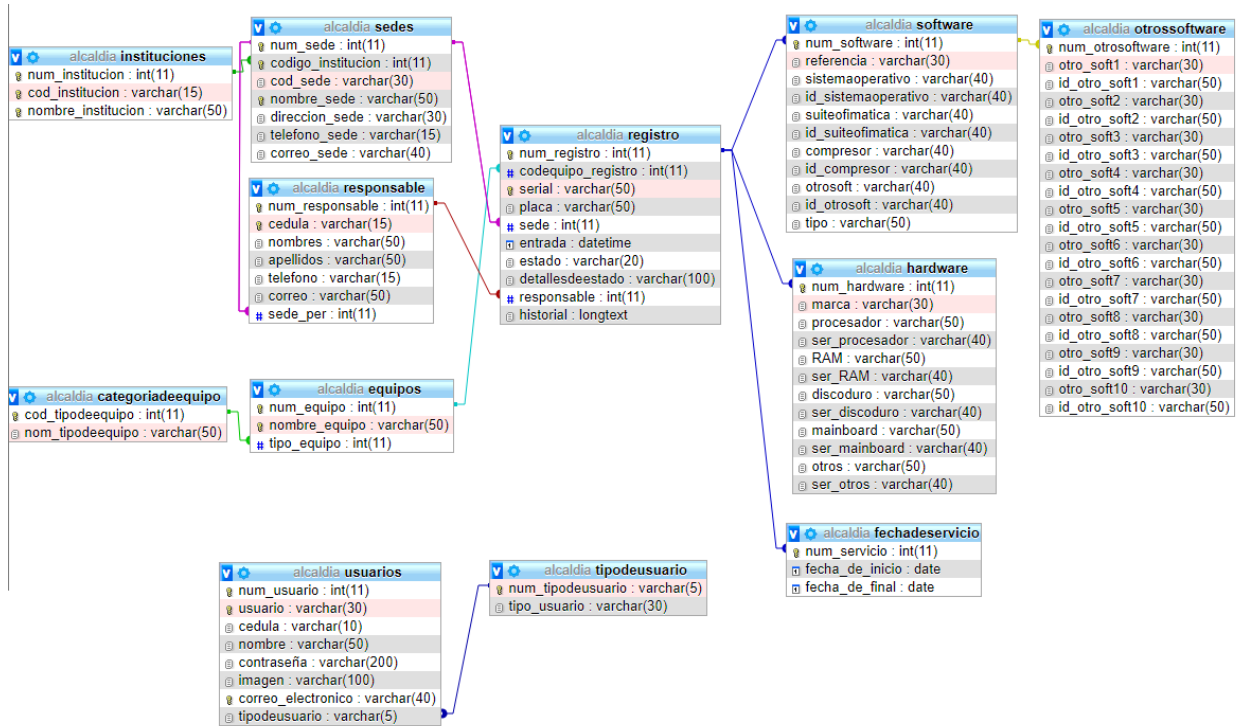 alcaldia instituciones
num_institucion : int(11)
cod_institucion : varchar(15)
nombre_institucion : varchar(50)
alcaldia sedes
num_sede : int(11)
codigo_institucion : int(11)
cod_sede : varchar(30)
nombre_sede : varchar(50)
direccion_sede : varchar(30)
telefono_sede : varchar(15)
correo_sede : varchar(40)
alcaldia responsable
num_responsable : int(11)
cedula : varchar(15)
nombres : varchar(50)
apellidos : varchar(50)
telefono : varchar(15)
correo : varchar(50)
# sede_per : int(11)
alcaldia categoriadeequipo
cod_tipodeequipo : int(11)
nom_tipodeequipo : varchar(50)
alcaldia equipos
num_equipo : int(11)
nombre_equipo : varchar(50)
# tipo_equipo : int(11)
alcaldia registro
num_registro : int(11)
# codequipo_registro : int(11)
serial : varchar(50)
placa : varchar(50)
# sede : int(11)
entrada : datetime
estado : varchar(20)
detallesdeestado : varchar(100)
# responsable : int(11)
historial : longtext
alcaldia software
num_software : int(11)
referencia : varchar(30)
sistemaoperativo : varchar(40)
id_sistemaoperativo : varchar(40)
suiteofimatica : varchar(40)
id_suiteofimatica : varchar(40)
compresor : varchar(40)
id_compresor : varchar(40)
otrosoft : varchar(40)
id_otrosoft : varchar(40)
tipo : varchar(50)
alcaldia otrossoftware
num_otrosoftware : int(11)
otro_soft1 : varchar(30)
id_otro_soft1 : varchar(50)
otro_soft2 : varchar(30)
id_otro_soft2 : varchar(50)
otro_soft3 : varchar(30)
id_otro_soft3 : varchar(50)
otro_soft4 : varchar(30)
id_otro_soft4 : varchar(50)
otro_soft5 : varchar(30)
id_otro_soft5 : varchar(50)
otro_soft6 : varchar(30)
id_otro_soft6 : varchar(50)
otro_soft7 : varchar(30)
id_otro_soft7 : varchar(50)
otro_soft8 : varchar(30)
id_otro_soft8 : varchar(50)
otro_soft9 : varchar(30)
id_otro_soft9 : varchar(50)
otro_soft10 : varchar(30)
id_otro_soft10 : varchar(50)
alcaldia hardware
num_hardware : int(11)
marca : varchar(30)
procesador : varchar(50)
ser_procesador : varchar(40)
RAM : varchar(50)
ser_RAM : varchar(40)
discoduro : varchar(50)
ser_discoduro : varchar(40)
mainboard : varchar(50)
ser_mainboard : varchar(40)
otros : varchar(50)
ser_otros : varchar(40)
alcaldia fechadeservicio
num_servicio : int(11)
fecha_de_inicio : date
fecha_de_final : date
alcaldia usuarios
num_usuario : int(11)
usuario : varchar(30)
cedula : varchar(10)
nombre : varchar(50)
contraseña : varchar(200)
imagen : varchar(100)
correo_electronico : varchar(40)
tipodeusuario : varchar(5)
alcaldia tipodeusuario
num_tipodeusuario : varchar(5)
tipo_usuario : varchar(30)